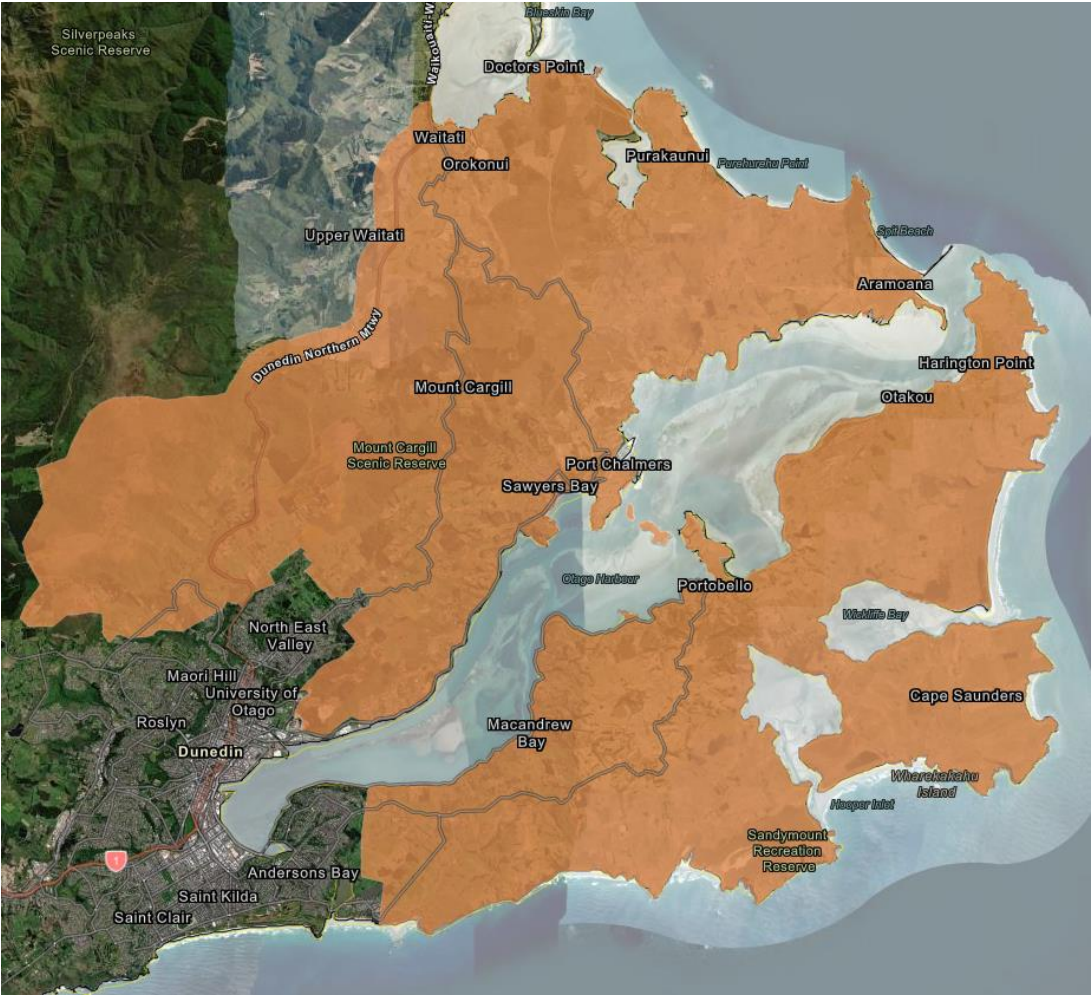 Blueskin Bay
Silverpeaks
Scenic Reserve
Waikouaiti-W
Doctors Point
Waitati
Orokonui
Purakaunui
Purehurehu Point
Upper Waitati
Spit Beach
Aramoana
Dunedin Northern Mtwy
Harington Point
Mount Cargill
Otakou
Mount Cargill
Scenic Reserve
Port Chalmers
Sawyers Bay
Otago Harbour
Portobello
Wickliffe Bay
North East
Valley
Maori Hill
University of
Otago
Cape Saunders
Roslyn
Macandrew
Bay
Dunedin
Wharekakahu
Island
Hooper Inlet
Sandymount
Recreation
Reserve
1
Andersons Bay
Saint Kilda
Saint Clair